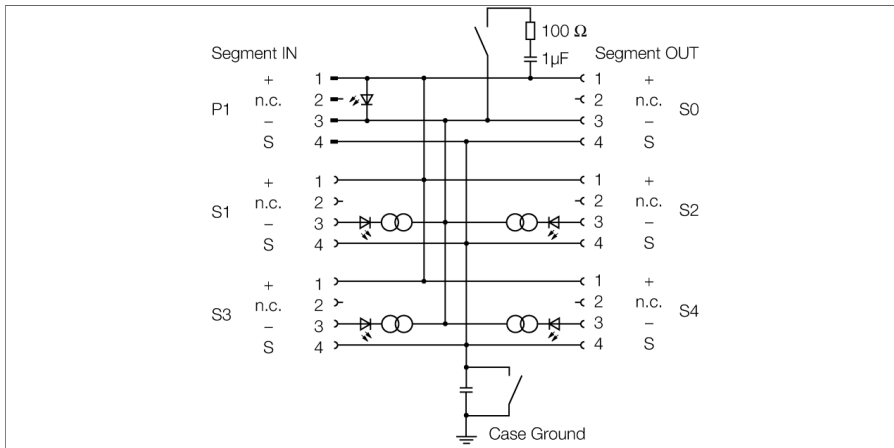 100 Ω
Segment IN 1µF Segment OUT
+ 1 1 +
P1 n.c. 2 2 n.c. S0
– 3 3 –
S 4 4 S
+ 1 1 +
S1 n.c. 2 2 n.c. S2
– 3 3 –
S 4 4 S
+ 1 1 +
S3 n.c. 2 2 n.c. S4
– 3 3 –
S 4 4 S
Case Ground